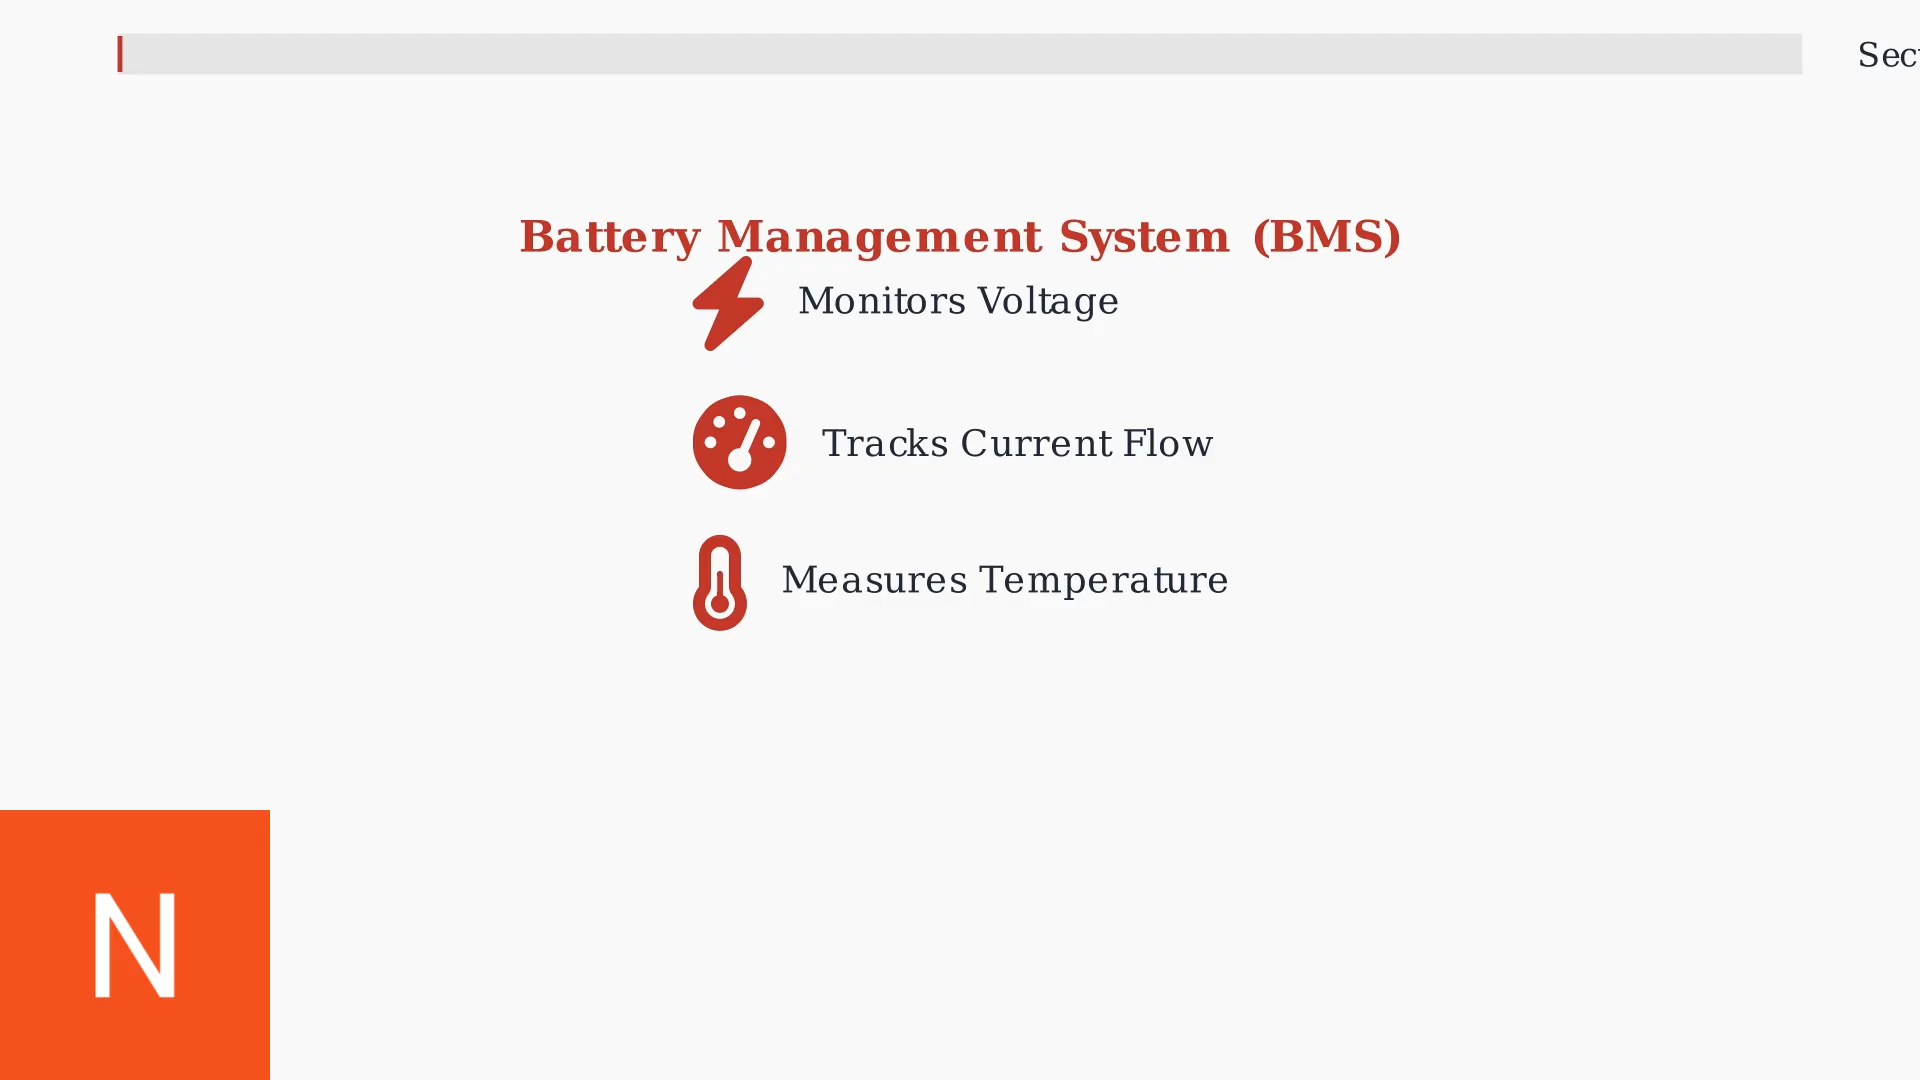 Battery Management System (BMS)
Monitors Voltage
Tracks Current Flow
Measures Temperature
N